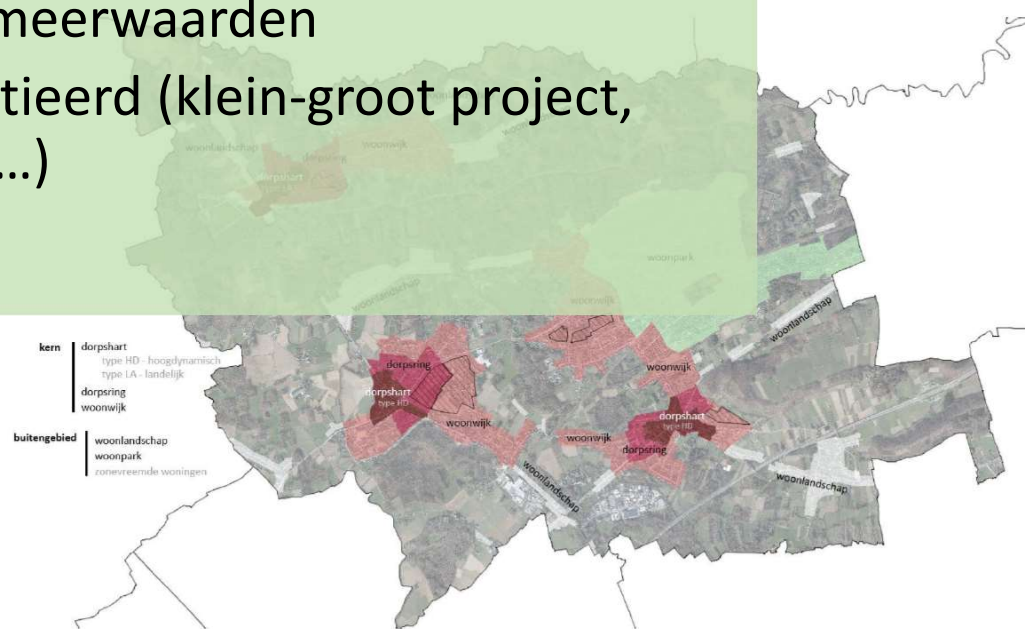 meerwaarden
tieerd (klein-groot project,
…)
woonlandschap
dorpsring
woonwijk
dorpshart
woonpark
woonlandschap
woonwijk
woonlandschap
kern
dorpshart
type HD - hoogdynamisch
type LA - landelijk
dorpsring
woonwijk
buitengebied
woonlandschap
woonpark
zonevreemde woningen
dorpsring
dorpshart
type HD
woonwijk
woonwijk
dorpshart
type HD
woonwijk
dorpsring
woonlandschap
woonlandschap